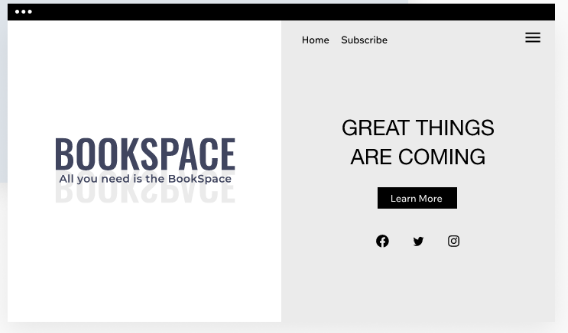 Home Subscribe
BOOKSPACE
All you need is the BookSpace
GREAT THINGS
ARE COMING
Learn More